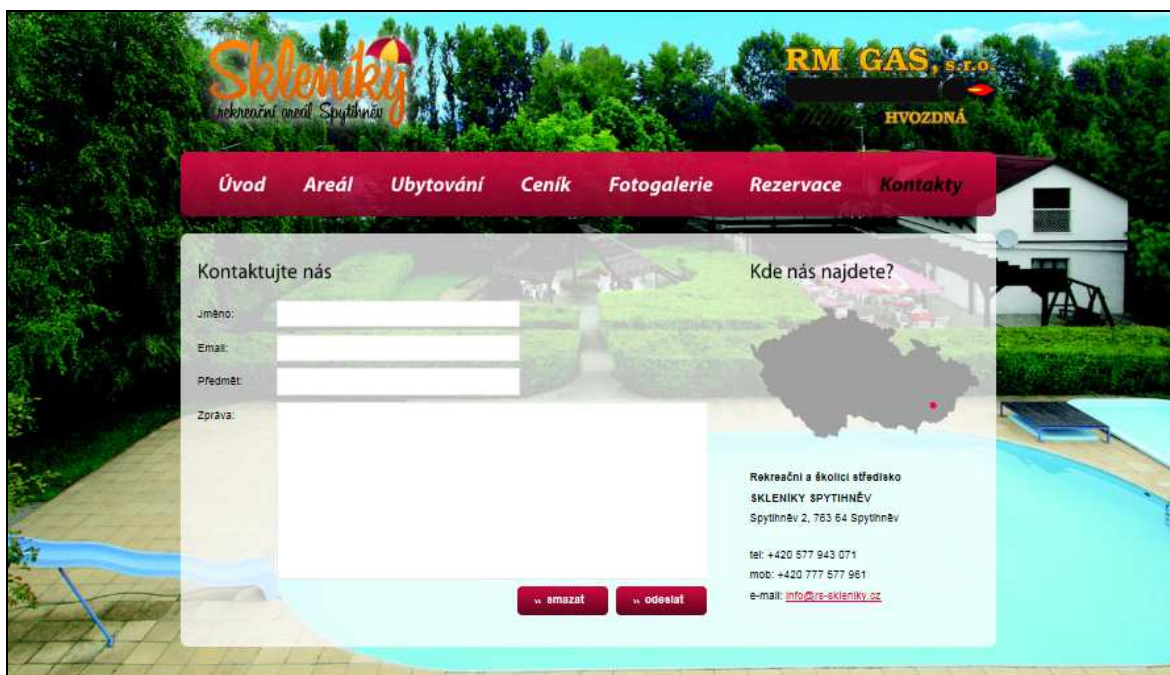 Skleníky
rekreační areál Spytihněv
RM GAS, s.r.o.
HVOZDNÁ
Úvod Areál Ubytování Ceník Fotogalerie Rezervace Kontakty
Kontaktujte nás
Jméno:
Email:
Předmět:
Zpráva:
smazat odeslat
Kde nás najdete?
Rekreační a školící středisko
SKLENÍKY SPYTIHNĚV
Spytihněv 2, 763 64 Spytihněv
tel: +420 577 943 071
mob: +420 777 577 961
e-mail: info@rs-skleniky.cz